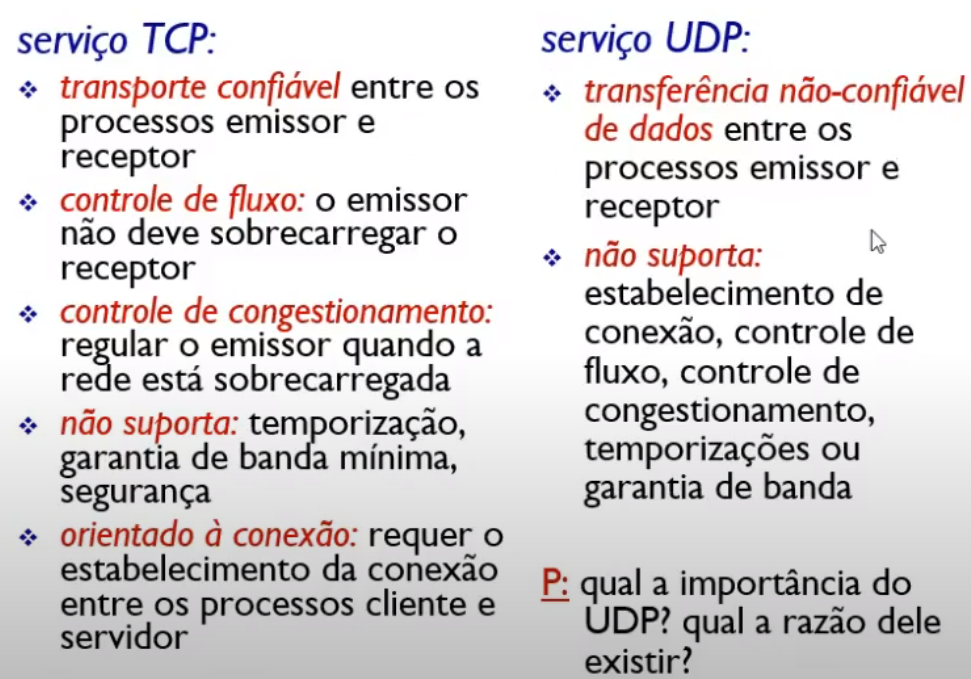 serviço TCP:
transporte confiável entre os
processos emissor e
receptor
controle de fluxo: o emissor
não deve sobrecarregar o
receptor
controle de congestionamento:
regular o emissor quando a
rede está sobrecarregada
não suporta: temporização,
garantia de banda mínima,
segurança
orientado à conexão: requer o
estabelecimento da conexão
entre os processos cliente e
servidor
serviço UDP:
transferência não-confiável
de dados entre os
processos emissor e
receptor
não suporta:
estabelecimento de
conexão, controle de
fluxo, controle de
congestionamento,
temporizações ou
garantia de banda
P: qual a importância do
UDP? qual a razão dele
existir?